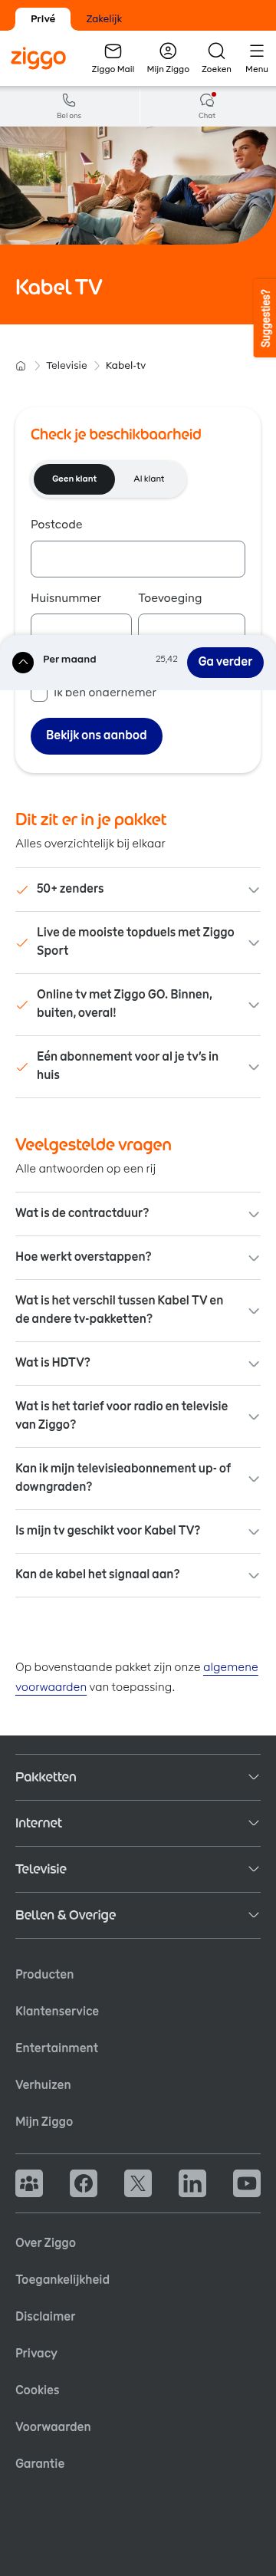 Privé
Zakelijk
ziggo
Ziggo Mail
Mijn Ziggo
Zoeken
Menu
Bel ons
Chat
Kabel TV
Suggesties?
Televisie
Kabel-tv
Check je beschikbaarheid
Geen klant
Al klant
Postcode
Huisnummer
Toevoeging
Per maand
25,42
Ga verder
Ik ben ondernemer
Bekijk ons aanbod
Dit zit er in je pakket
Alles overzichtelijk bij elkaar
50+ zenders
Live de mooiste topduels met Ziggo
Sport
Online tv met Ziggo GO. Binnen,
buiten, overal!
Eén abonnement voor al je tv's in
huis
Veelgestelde vragen
Alle antwoorden op een rij
Wat is de contractduur?
Hoe werkt overstappen?
Wat is het verschil tussen Kabel TV en
de andere tv-pakketten?
Wat is HDTV?
Wat is het tarief voor radio en televisie
van Ziggo?
Kan ik mijn televisieabonnement up- of
downgraden?
Is mijn tv geschikt voor Kabel TV?
Kan de kabel het signaal aan?
Op bovenstaande pakket zijn onze algemene
voorwaarden van toepassing.
Pakketten
Internet
Televisie
Bellen & Overige
Producten
Klantenservice
Entertainment
Verhuizen
Mijn Ziggo
Over Ziggo
Toegankelijkheid
Disclaimer
Privacy
Cookies
Voorwaarden
Garantie